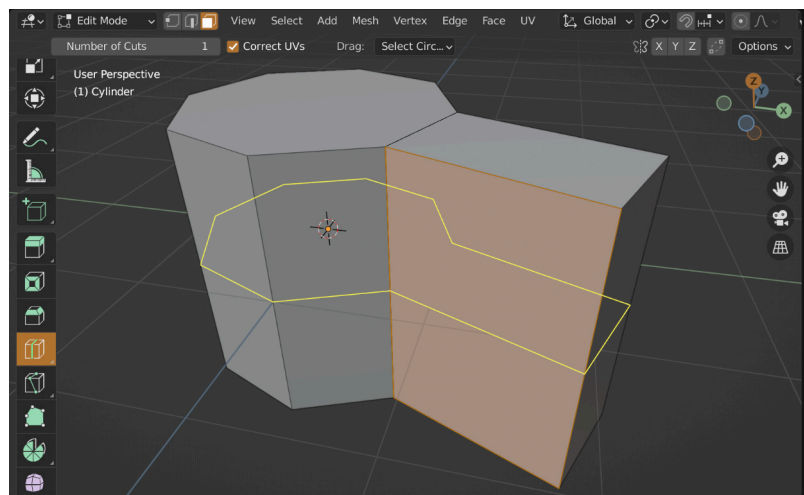 Edit Mode View Select Add Mesh Vertex Edge Face UV Global
Number of Cuts 1 Correct UVs Drag: Select Circ... X Y Z Options
User Perspective
(1) Cylinder
Z
Y
X